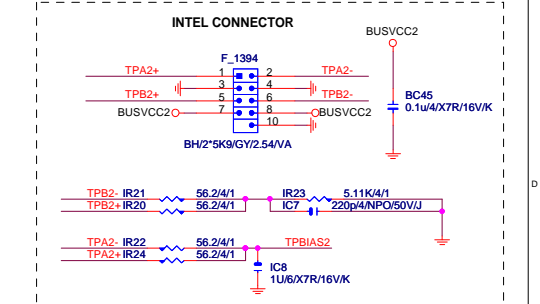 INTEL CONNECTOR
BUSVCC2
F_1394
TPA2+ 1 2 TPA2-
3 4
TPB2+ 5 6 TPB2-
BUSVCC2 7 8 BUSVCC2
10
BH/2*5K9/GY/2.54/VA
BC45
0.1u/4/X7R/16V/K
D
TPB2- IR21 56.2/4/1 IR23 5.11K/4/1
TPB2+ IR20 56.2/4/1 IC7 220p/4/NPO/50V/J
TPA2- IR22 56.2/4/1 TPBIAS2
TPA2+ IR24 56.2/4/1
IC8
1U/6/X7R/16V/K